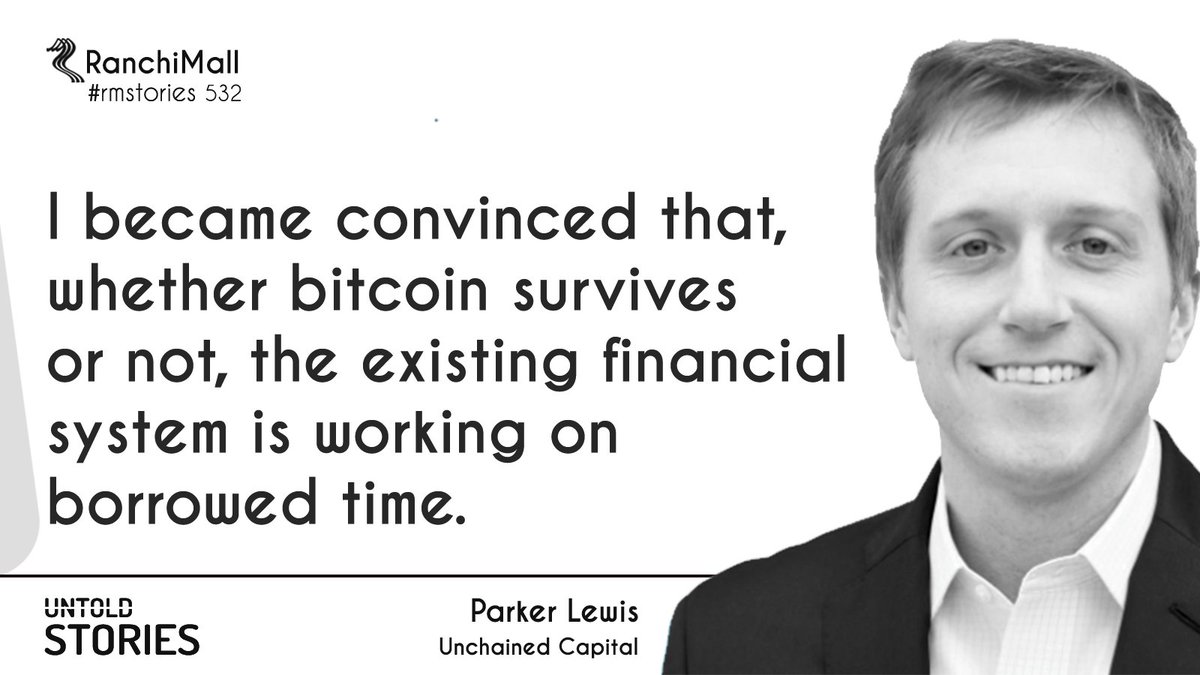 RanchiMall
#rmstories 532
I became convinced that,
whether bitcoin survives
or not, the existing financial
system is working on
borrowed time.
UNTOLD
STORIES
Parker Lewis
Unchained Capital